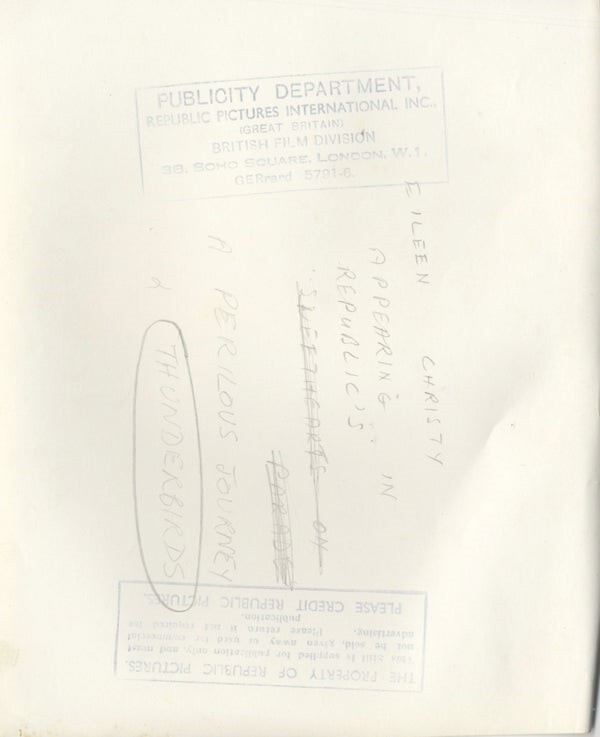 PUBLICITY DEPARTMENT,
REPUBLIC PICTURES INTERNATIONAL INC.,
(GREAT BRITAIN)
BRITISH FILM DIVISION
38, SOHO SQUARE, LONDON, W.1.
GERrard 5791-6.
EILEEN CHRISTY
APPEARING IN
REPUBLIC'S
"SWEETHEARTS ON
PARADE
A PERILOUS JOURNEY
&
THUNDERBIRDS
THE PROPERTY OF REPUBLIC PICTURES.
This Still is supplied for publication only, and must
not be sold, given away or used for commercial
advertising. Please return if not required for
publication.
PLEASE CREDIT REPUBLIC PICTURES.